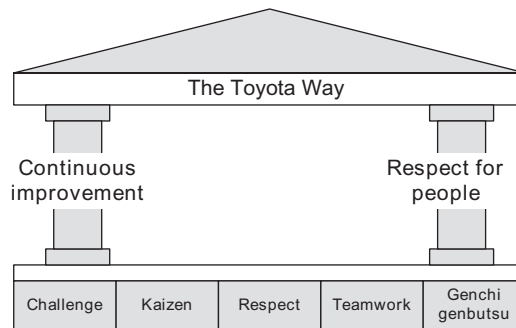 The Toyota Way
Continuous
improvement
Respect for
people
Challenge
Kaizen
Respect
Teamwork
Genchi
genbutsu